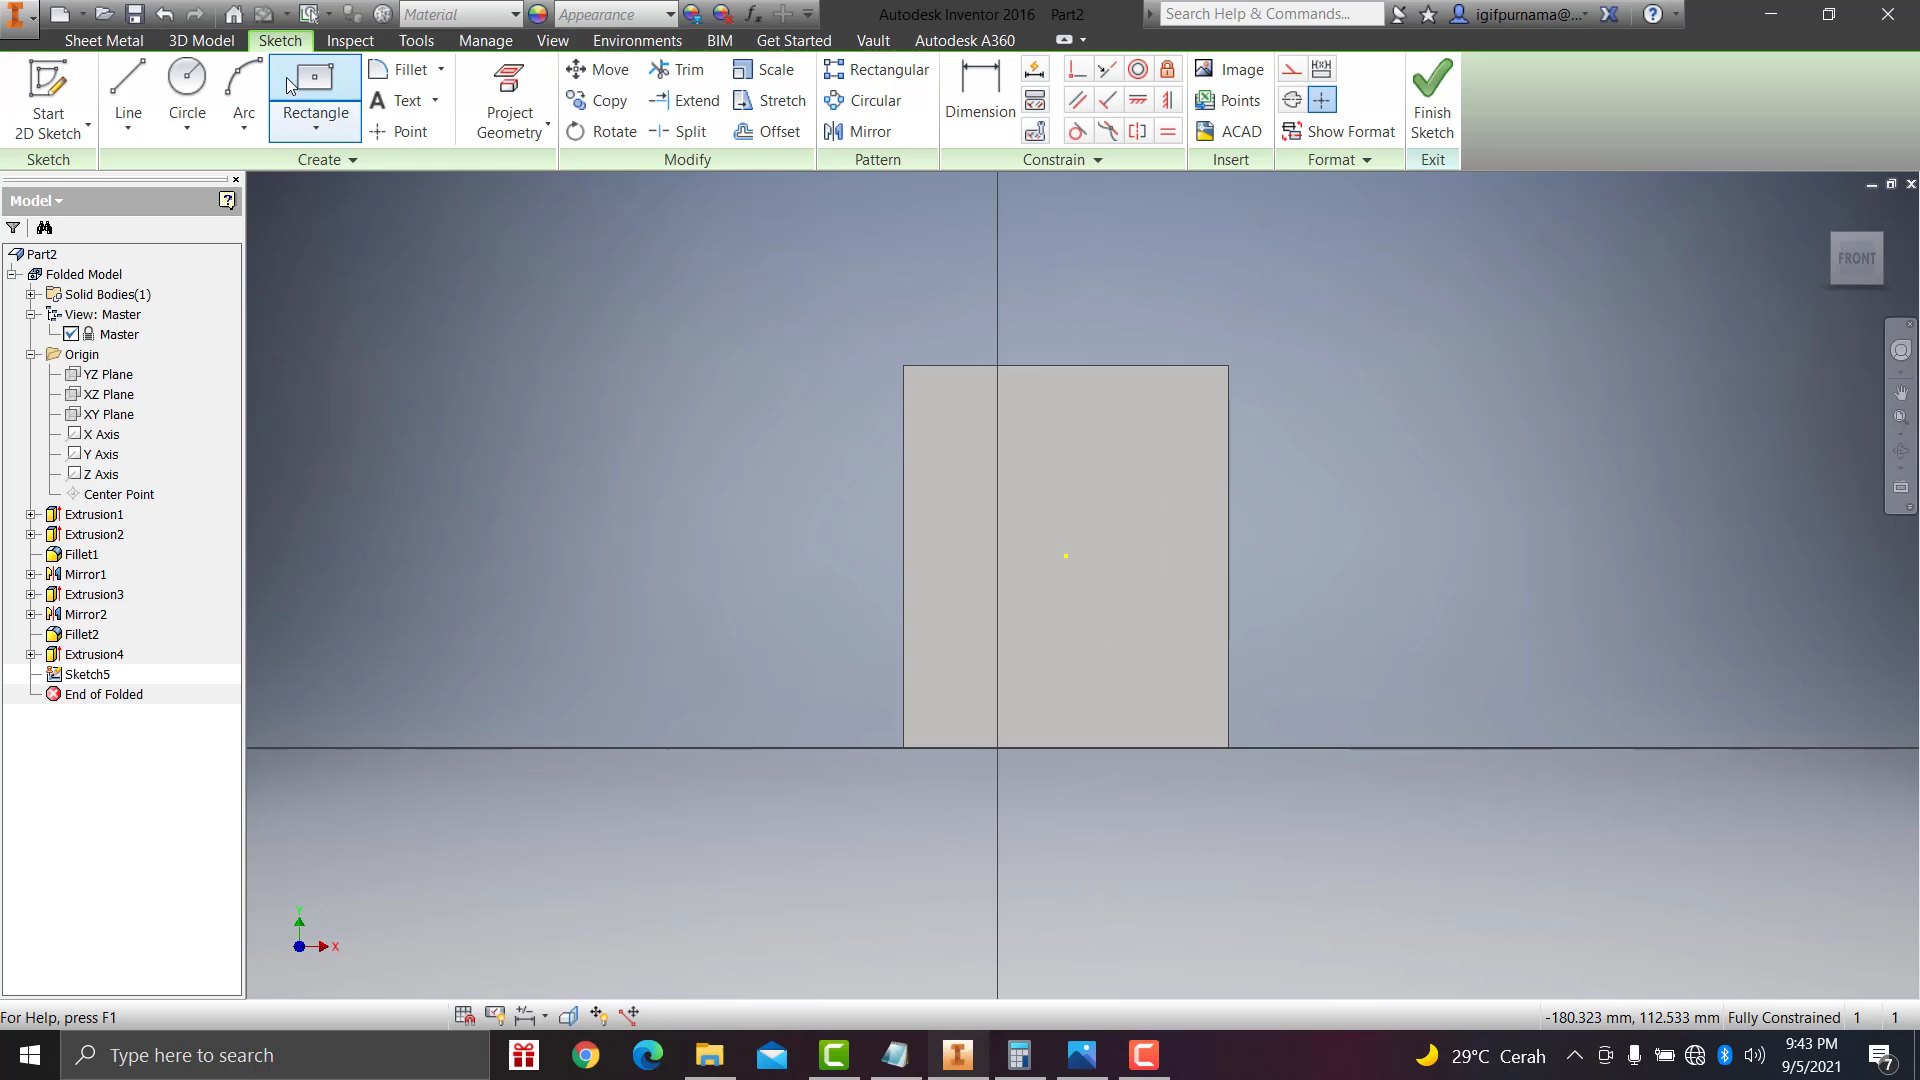 Material
Appearance
Autodesk Inventor 2016 Part2
Search Help & Commands...
igifpurnama@...
Sheet Metal 3D Model Sketch Inspect Tools Manage View Environments BIM Get Started Vault Autodesk A360
Start
2D Sketch
Line
Circle
Arc
Rectangle
Fillet
Text
Point
Project
Geometry
Move
Copy
Rotate
Trim
Extend
Split
Scale
Stretch
Offset
Rectangular
Circular
Mirror
Dimension
Image
Points
ACAD
Show Format
Finish
Sketch
Sketch Create Modify Pattern Constrain Insert Format Exit
Model
Part2
Folded Model
Solid Bodies(1)
View: Master
Master
Origin
YZ Plane
XZ Plane
XY Plane
X Axis
Y Axis
Z Axis
Center Point
Extrusion1
Extrusion2
Fillet1
Mirror1
Extrusion3
Mirror2
Fillet2
Extrusion4
Sketch5
End of Folded
FRONT
Y
X
For Help, press F1
-180.323 mm, 112.533 mm Fully Constrained 1 1
Type here to search
29°C Cerah
9:43 PM
9/5/2021
7